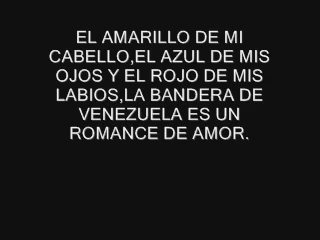 EL AMARILLO DE MI
CABELLO,EL AZUL DE MIS
OJOS Y EL ROJO DE MIS
LABIOS,LA BANDERA DE
VENEZUELA ES UN
ROMANCE DE AMOR.